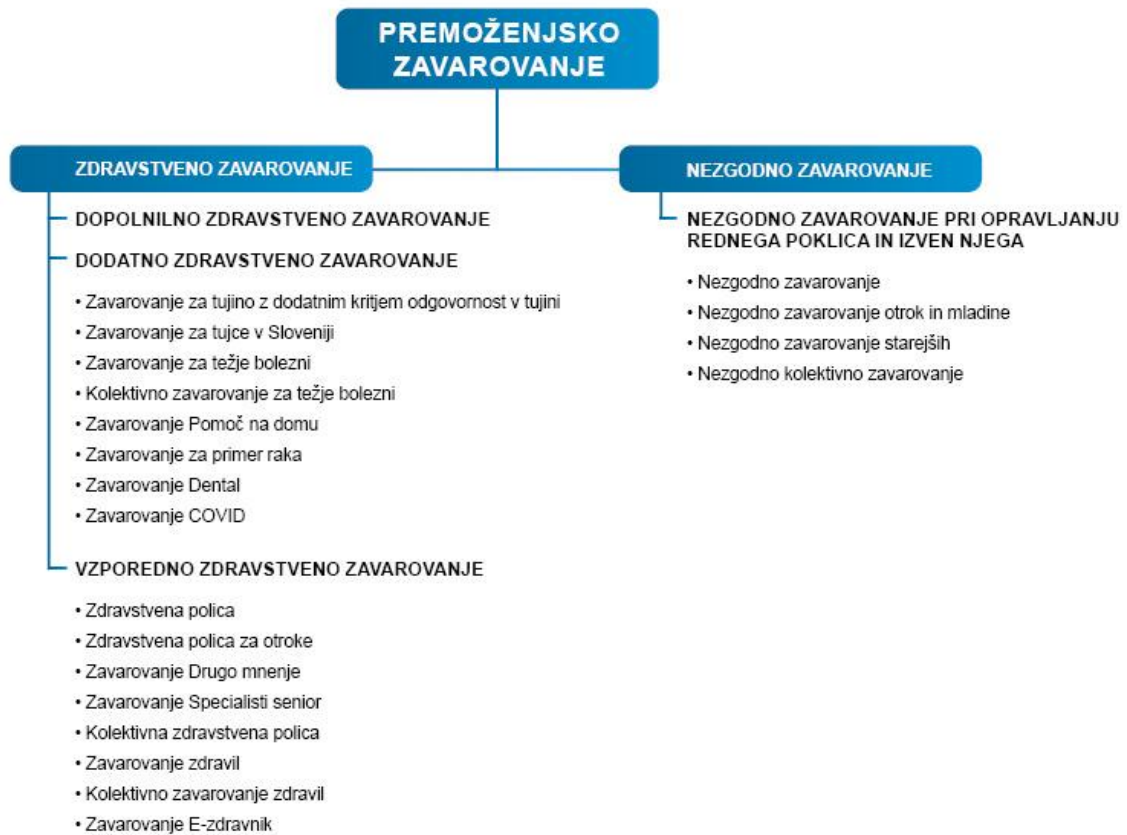 PREMOŽENJSKO
ZAVAROVANJE
ZDRAVSTVENO ZAVAROVANJE
DOPOLNILNO ZDRAVSTVENO ZAVAROVANJE
DODATNO ZDRAVSTVENO ZAVAROVANJE
• Zavarovanje za tujino z dodatnim kritjem odgovornost v tujini
• Zavarovanje za tujce v Sloveniji
• Zavarovanje za težje bolezni
• Kolektivno zavarovanje za težje bolezni
• Zavarovanje Pomoč na domu
• Zavarovanje za primer raka
• Zavarovanje Dental
• Zavarovanje COVID
VZPOREDNO ZDRAVSTVENO ZAVAROVANJE
• Zdravstvena polica
• Zdravstvena polica za otroke
• Zavarovanje Drugo mnenje
• Zavarovanje Specialisti senior
• Kolektivna zdravstvena polica
• Zavarovanje zdravil
• Kolektivno zavarovanje zdravil
• Zavarovanje E-zdravnik
NEZGODNO ZAVAROVANJE
NEZGODNO ZAVAROVANJE PRI OPRAVLJANJU
REDNEGA POKLICA IN IZVEN NJEGA
• Nezgodno zavarovanje
• Nezgodno zavarovanje otrok in mladine
• Nezgodno zavarovanje starejših
• Nezgodno kolektivno zavarovanje